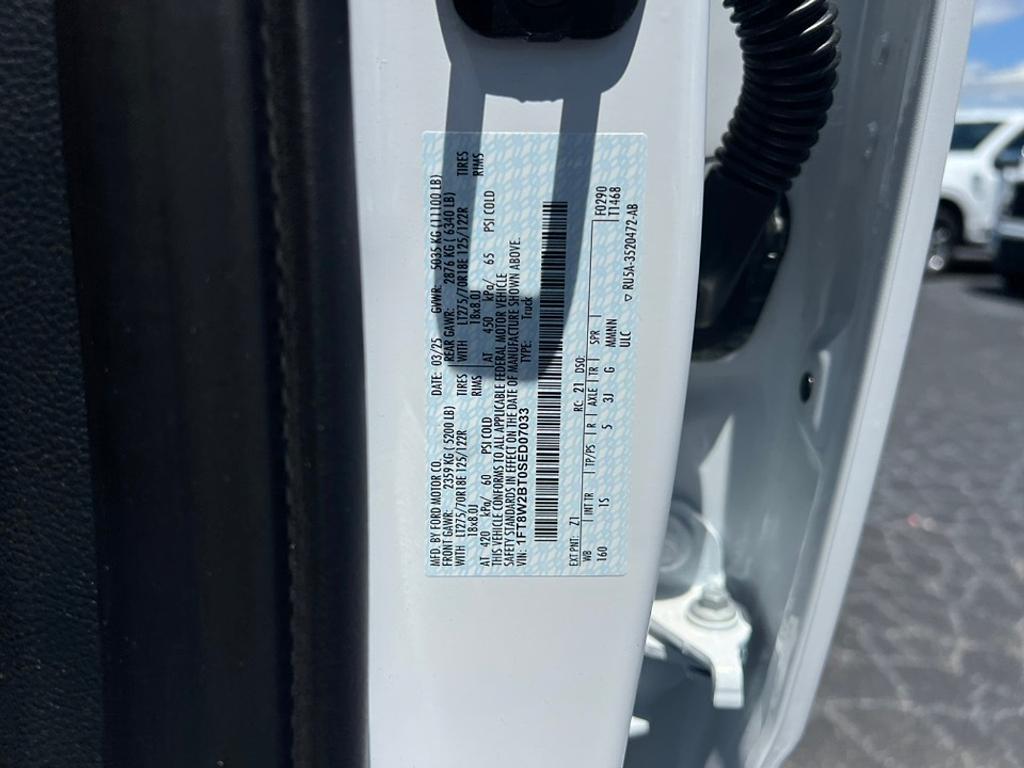 MFD. BY FORD MOTOR CO.
DATE: 03/25 GVWR: 5035 KG (11100 LB)
FRONT GAWR: 2359 KG ( 5200 LB)
REAR GAWR: 2876 KG ( 6340 LB)
WITH LT275/70R18E 125/122R TIRES
WITH LT275/70R18E 125/122R TIRES
18x8.0J RIMS
18x8.0J RIMS
AT 420 kPa/ 60 PSI COLD
AT 450 kPa/ 65 PSI COLD
THIS VEHICLE CONFORMS TO ALL APPLICABLE FEDERAL MOTOR VEHICLE
SAFETY STANDARDS IN EFFECT ON THE DATE OF MANUFACTURE SHOWN ABOVE.
VIN: 1FT8W2BT0SED07033 TYPE: Truck
F0290
T1468
EXT PNT: Z1 RC: 21 DSO:
WB INT TR TP/PS R AXLE TR SPR
160 1S 5 3J G MMNN
ULC ▽ RU5A-3520472-AB